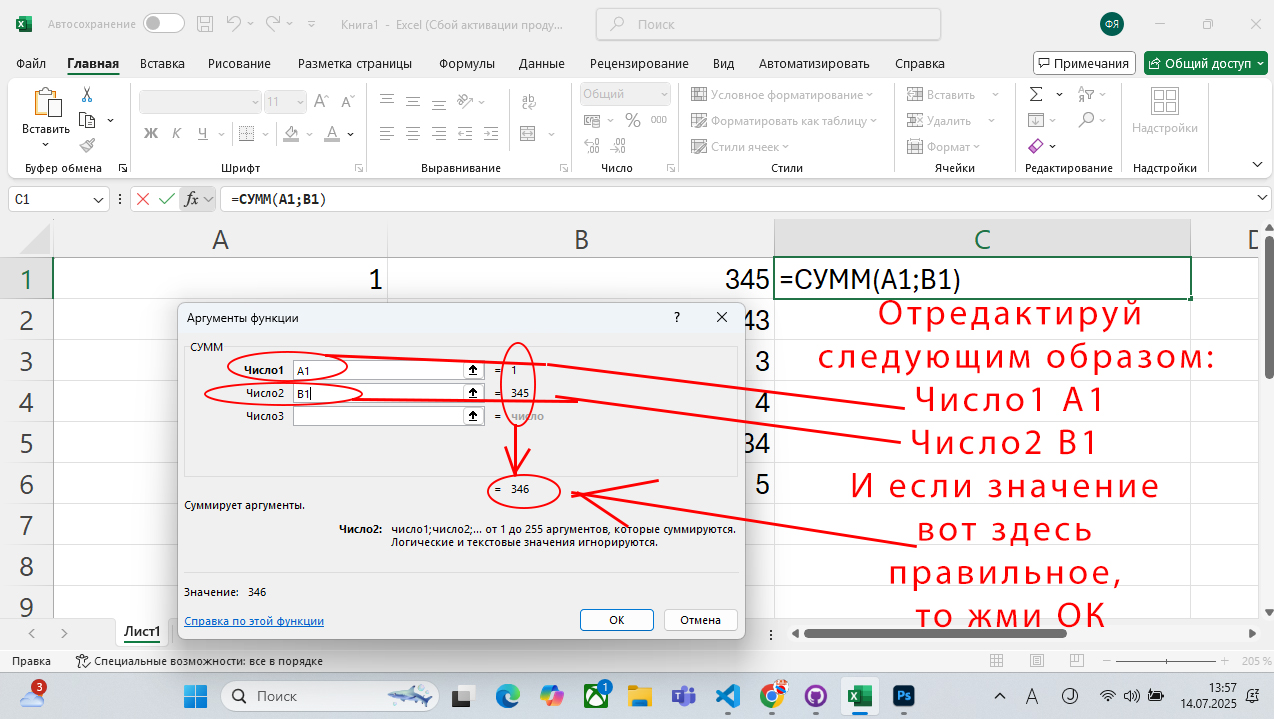 Автосохранение
Книга1 - Excel (Сбой активации проду...
Поиск
ФЯ
Файл Главная Вставка Рисование Разметка страницы Формулы Данные Рецензирование Вид Автоматизировать Справка
Примечания
Общий доступ
Вставить
Буфер обмена
11
Ж К Ч
Шрифт
Выравнивание
Общий
% 000
Число
Условное форматирование
Форматировать как таблицу
Стили ячеек
Стили
Вставить
Удалить
Формат
Ячейки
Редактирование
Надстройки
Надстройки
C1
fx
=СУММ(A1;B1)
A B C D
1 1 345 =СУММ(A1;B1)
2 43
3 3
4 4
5 34
6 5
7
8
9
Аргументы функции ?
СУММ
Число1 A1 = 1
Число2 B1 = 345
Число3 = число
= 346
Суммирует аргументы.
Число2: число1;число2;... от 1 до 255 аргументов, которые суммируются.
Логические и текстовые значения игнорируются.
Значение: 346
Справка по этой функции
ОК
Отмена
Отредактируй
следующим образом:
Число1 А1
Число2 В1
И если значение
вот здесь
правильное,
то жми ОК
Лист1
Правка
Специальные возможности: все в порядке
205 %
3
Поиск
1
Ps
13:57
14.07.2025